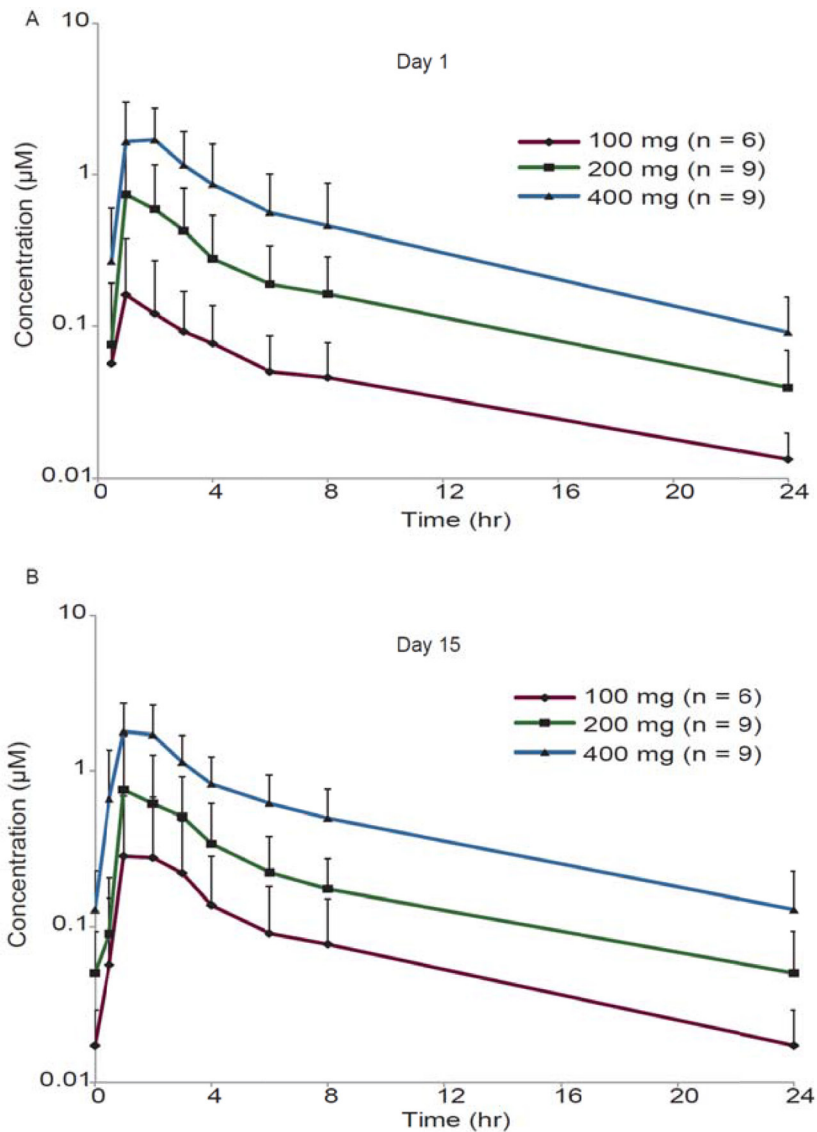 A
10
Day 1
100 mg (n = 6)
200 mg (n = 9)
400 mg (n = 9)
1
0.1
0.01
Concentration (µM)
0 4 8 12 16 20 24
Time (hr)
B
10
Day 15
100 mg (n = 6)
200 mg (n = 9)
400 mg (n = 9)
1
0.1
0.01
Concentration (µM)
0 4 8 12 16 20 24
Time (hr)